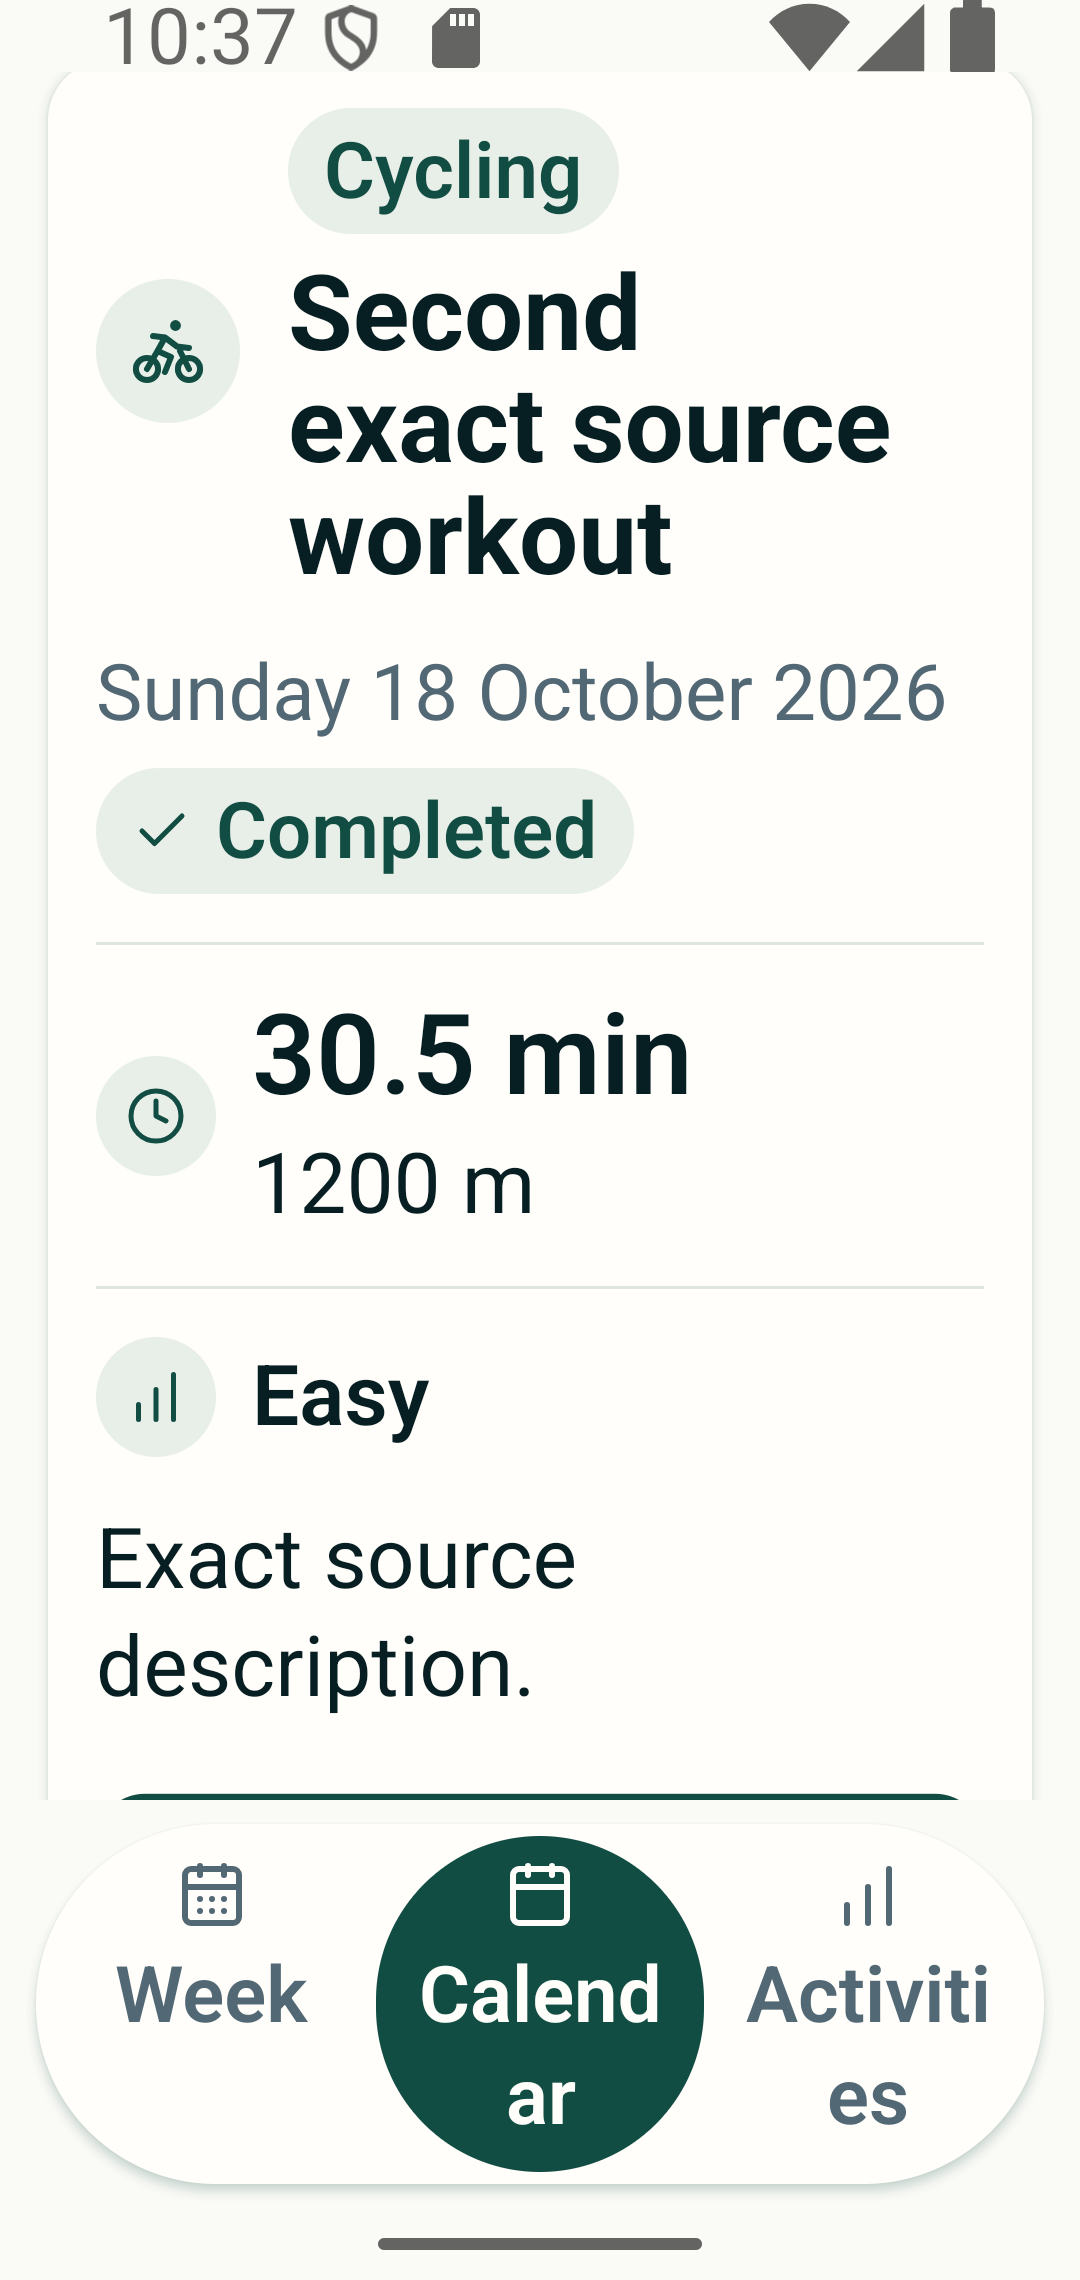 10:37
Cycling
Second
exact source
workout
Sunday 18 October 2026
Completed
30.5 min
1200 m
Easy
Exact source
description.
Week
Calend
ar
Activiti
es